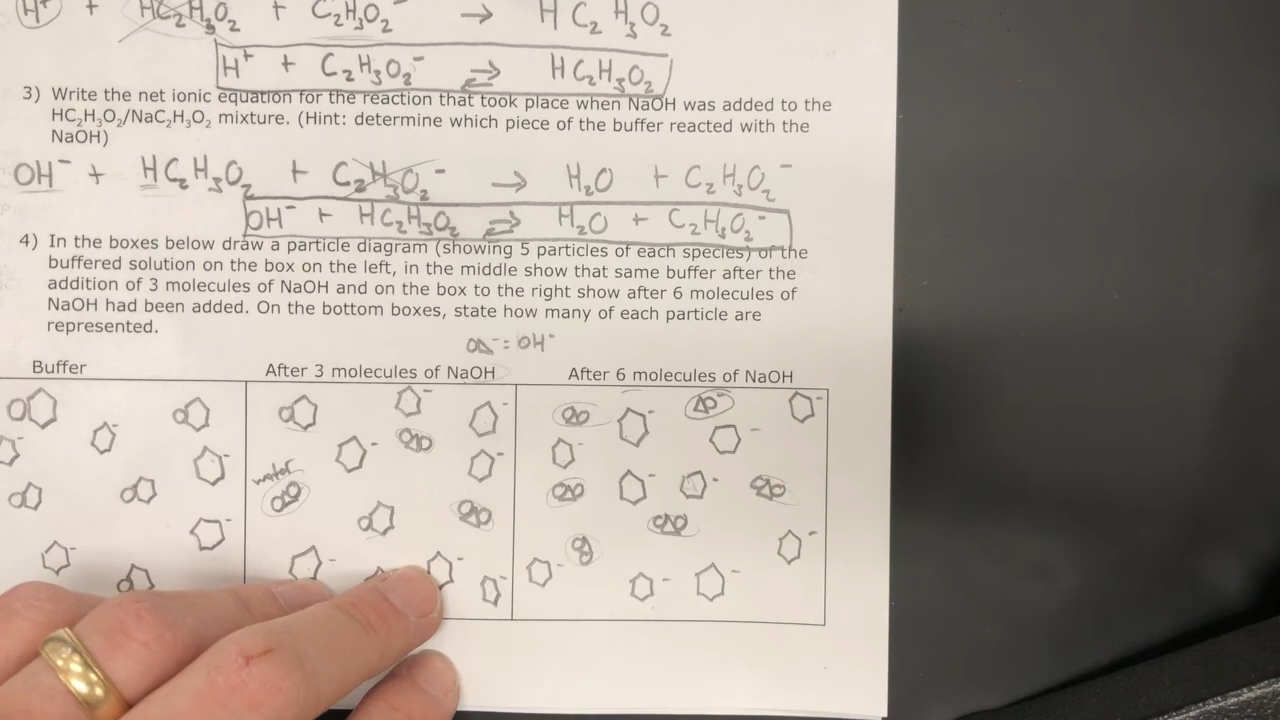 H⁺ + HC₂H₃O₂ + C₂H₃O₂⁻ → HC₂H₃O₂
H⁺ + C₂H₃O₂⁻ ⇌ HC₂H₃O₂
3) Write the net ionic equation for the reaction that took place when NaOH was added to the
HC₂H₃O₂/NaC₂H₃O₂ mixture. (Hint: determine which piece of the buffer reacted with the
NaOH)
OH⁻ + HC₂H₃O₂ + C₂H₃O₂⁻ → H₂O + C₂H₃O₂⁻
OH⁻ + HC₂H₃O₂ ⇌ H₂O + C₂H₃O₂⁻
4) In the boxes below draw a particle diagram (showing 5 particles of each species) of the
buffered solution on the box on the left, in the middle show that same buffer after the
addition of 3 molecules of NaOH and on the box to the right show after 6 molecules of
NaOH had been added. On the bottom boxes, state how many of each particle are
represented.
= OH⁻
Buffer
After 3 molecules of NaOH
After 6 molecules of NaOH
water